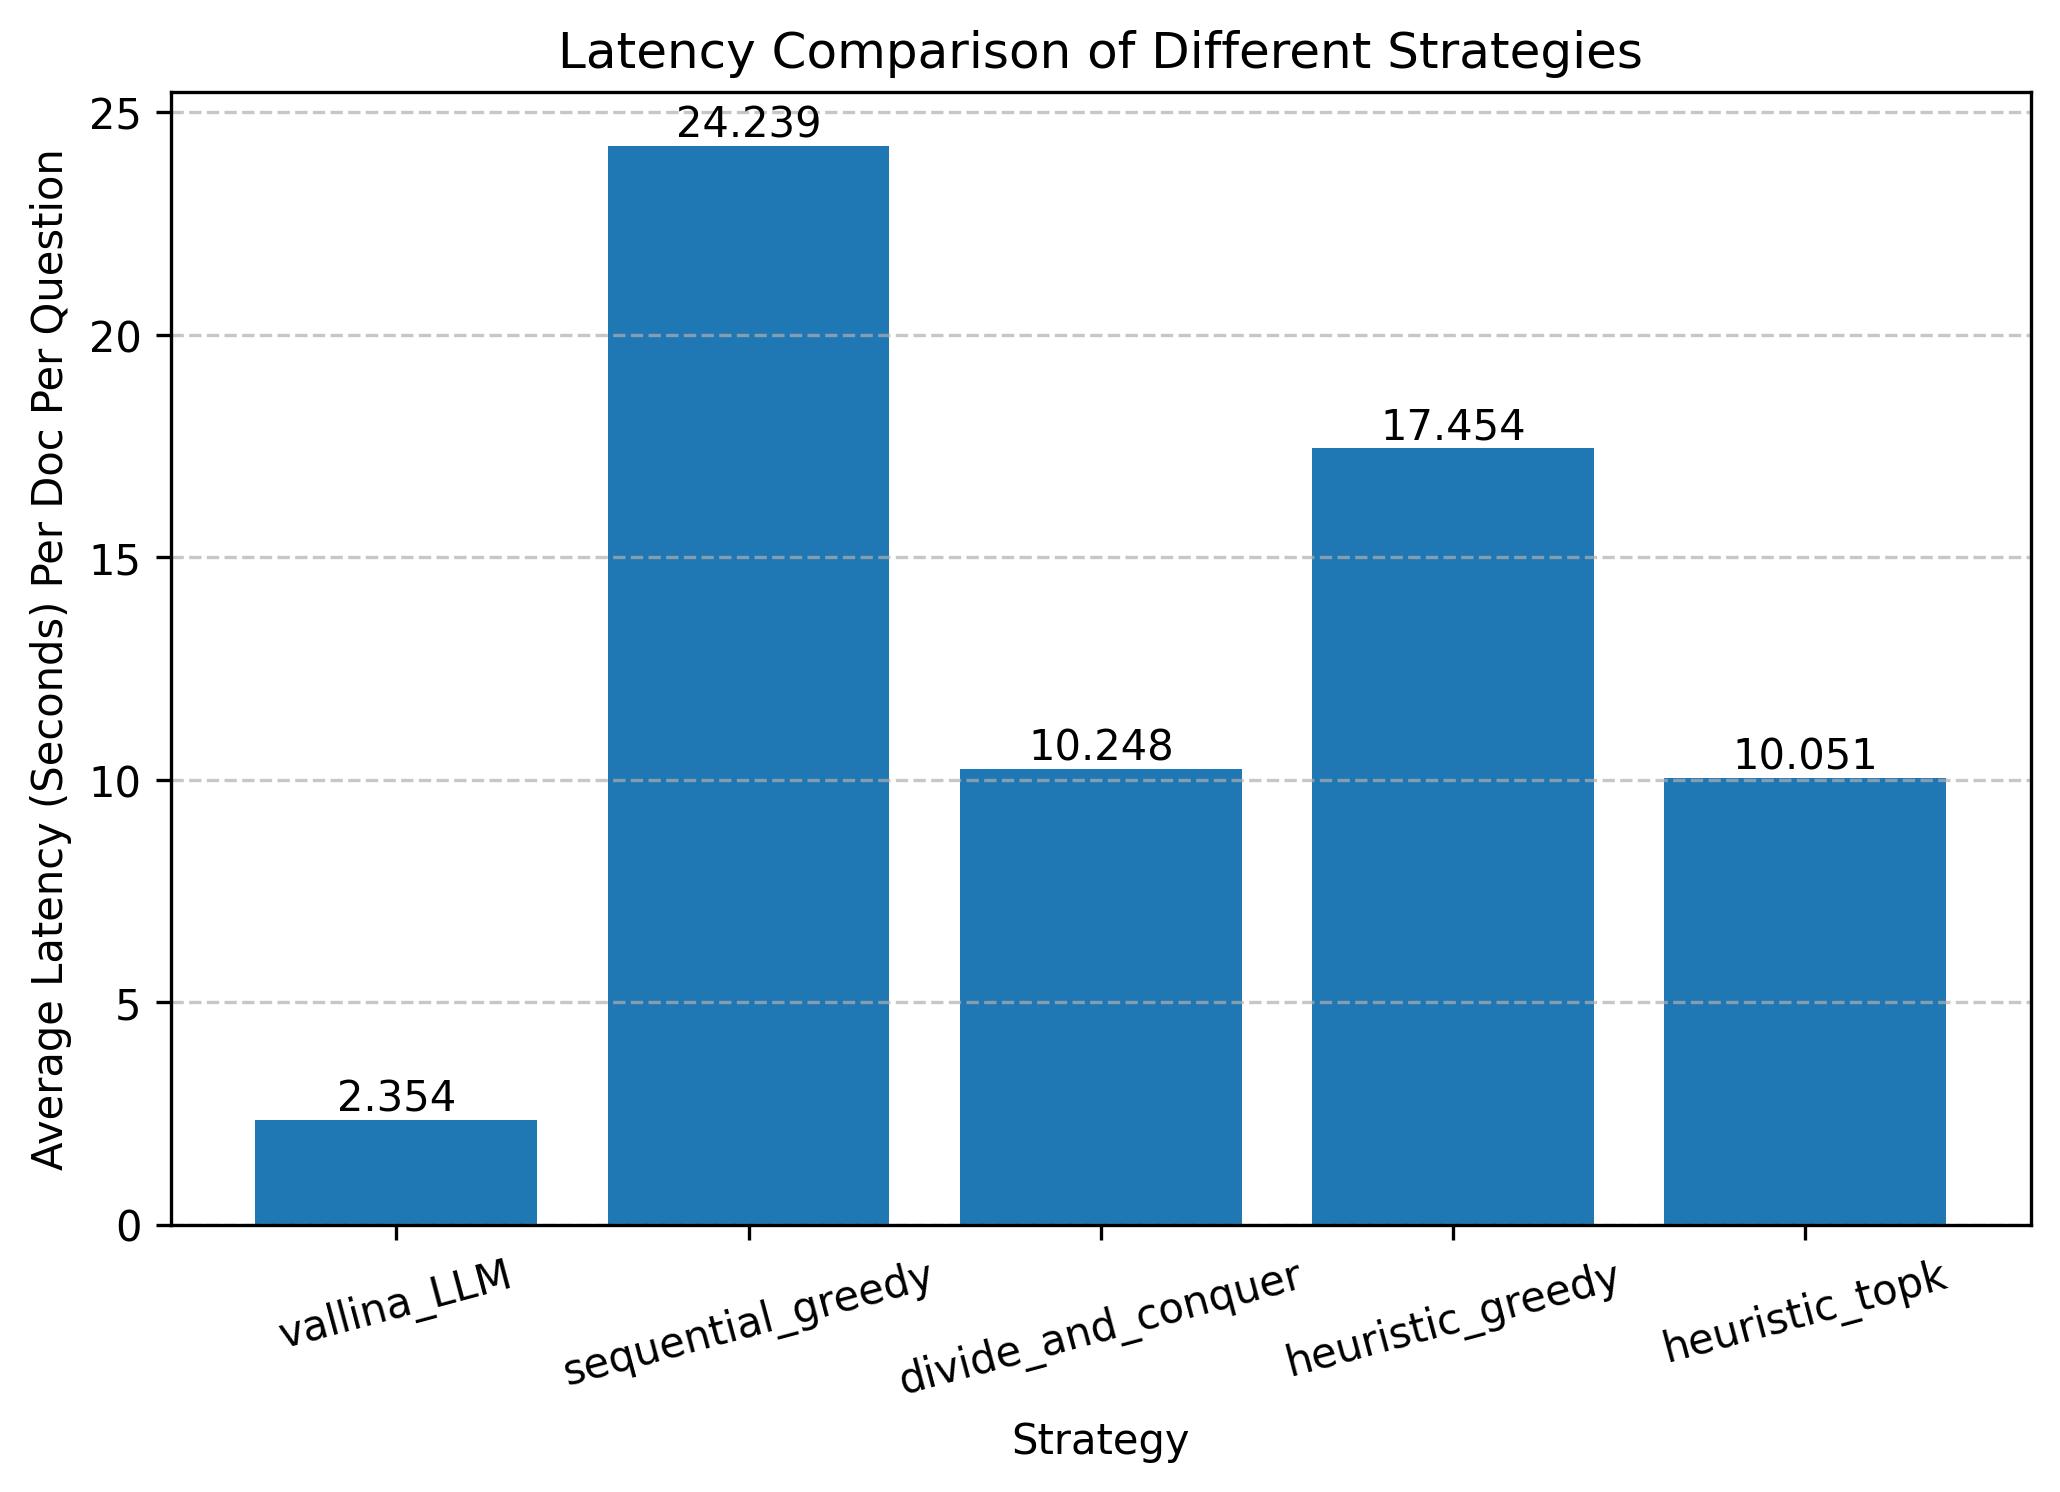 Latency Comparison of Different Strategies
Average Latency (Seconds) Per Doc Per Question
25
20
15
10
5
0
2.354
24.239
10.248
17.454
10.051
vallina_LLM
sequential_greedy
divide_and_conquer
heuristic_greedy
heuristic_topk
Strategy